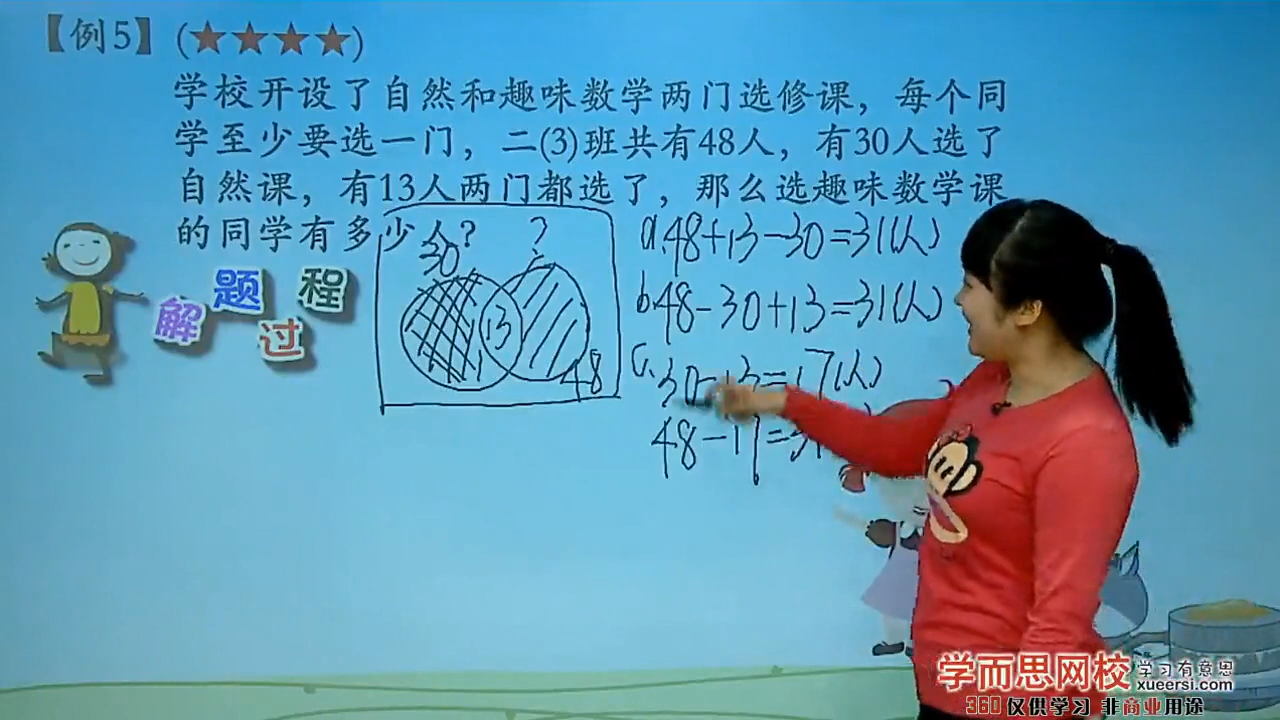 【例5】(★★★★)
学校开设了自然和趣味数学两门选修课，每个同
学至少要选一门，二(3)班共有48人，有30人选了
自然课，有13人两门都选了，那么选趣味数学课
的同学有多少人？
解题过程
30
?
13
48
a.48+13-30=31(人)
b.48-30+13=31(人)
c.30-13=17(人)
48-17=31
学而思网校 学习有意思
xueersi.com
360 仅供学习 非商业用途